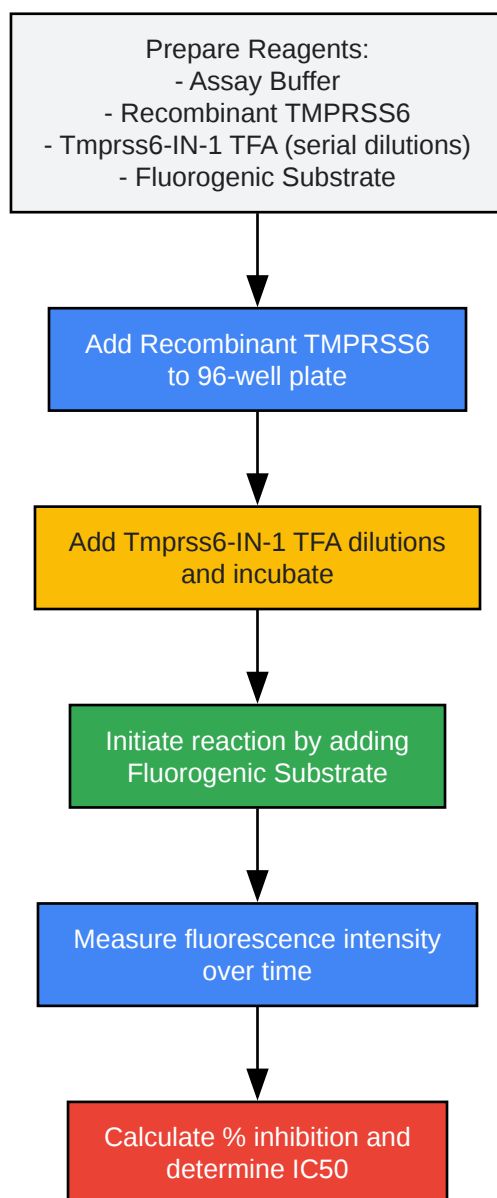 Prepare Reagents:
- Assay Buffer
- Recombinant TMPRSS6
- Tmprss6-IN-1 TFA (serial dilutions)
- Fluorogenic Substrate
Add Recombinant TMPRSS6
to 96-well plate
Add Tmprss6-IN-1 TFA dilutions
and incubate
Initiate reaction by adding
Fluorogenic Substrate
Measure fluorescence intensity
over time
Calculate % inhibition and
determine IC50